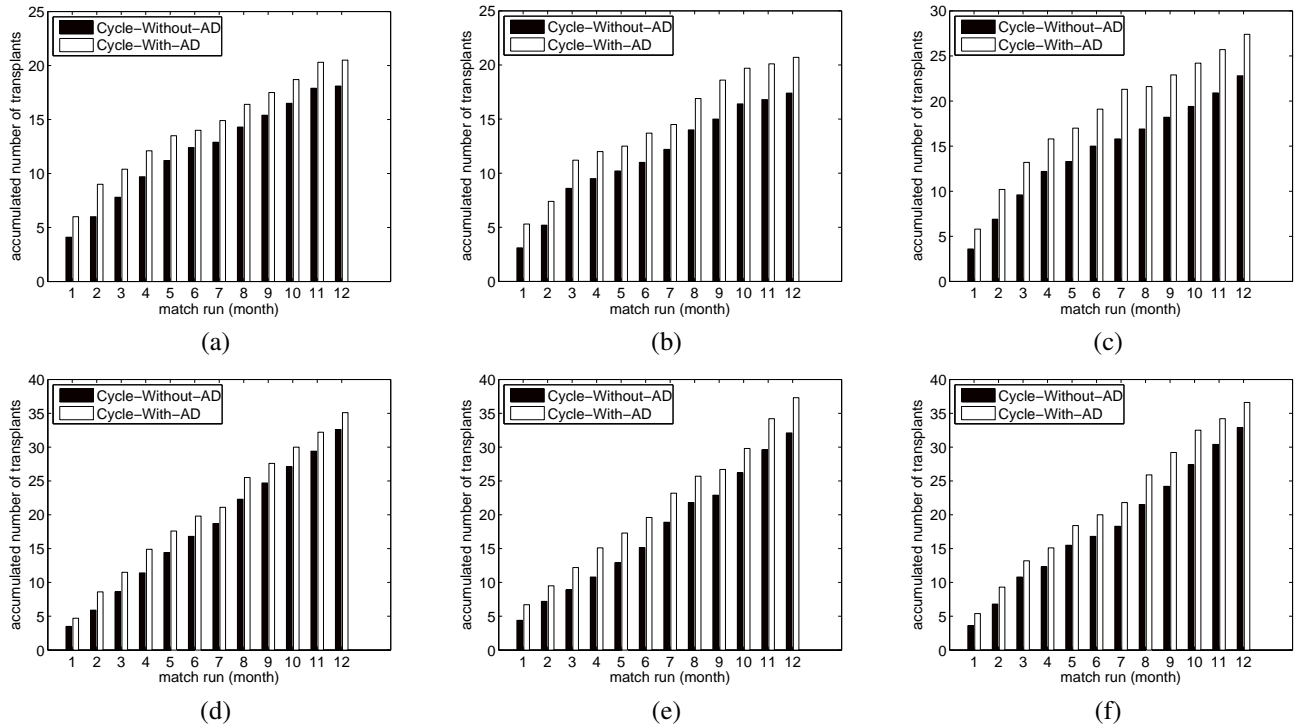 25
20
15
10
5
0
accumulated number of transplants
Cycle−Without−AD
Cycle−With−AD
1 2 3 4 5 6 7 8 9 10 11 12
match run (month)
(a)
25
20
15
10
5
0
accumulated number of transplants
Cycle−Without−AD
Cycle−With−AD
1 2 3 4 5 6 7 8 9 10 11 12
match run (month)
(b)
30
25
20
15
10
5
0
accumulated number of transplants
Cycle−Without−AD
Cycle−With−AD
1 2 3 4 5 6 7 8 9 10 11 12
match run (month)
(c)
40
35
30
25
20
15
10
5
0
accumulated number of transplants
Cycle−Without−AD
Cycle−With−AD
1 2 3 4 5 6 7 8 9 10 11 12
match run (month)
(d)
40
35
30
25
20
15
10
5
0
accumulated number of transplants
Cycle−Without−AD
Cycle−With−AD
1 2 3 4 5 6 7 8 9 10 11 12
match run (month)
(e)
40
35
30
25
20
15
10
5
0
accumulated number of transplants
Cycle−Without−AD
Cycle−With−AD
1 2 3 4 5 6 7 8 9 10 11 12
match run (month)
(f)